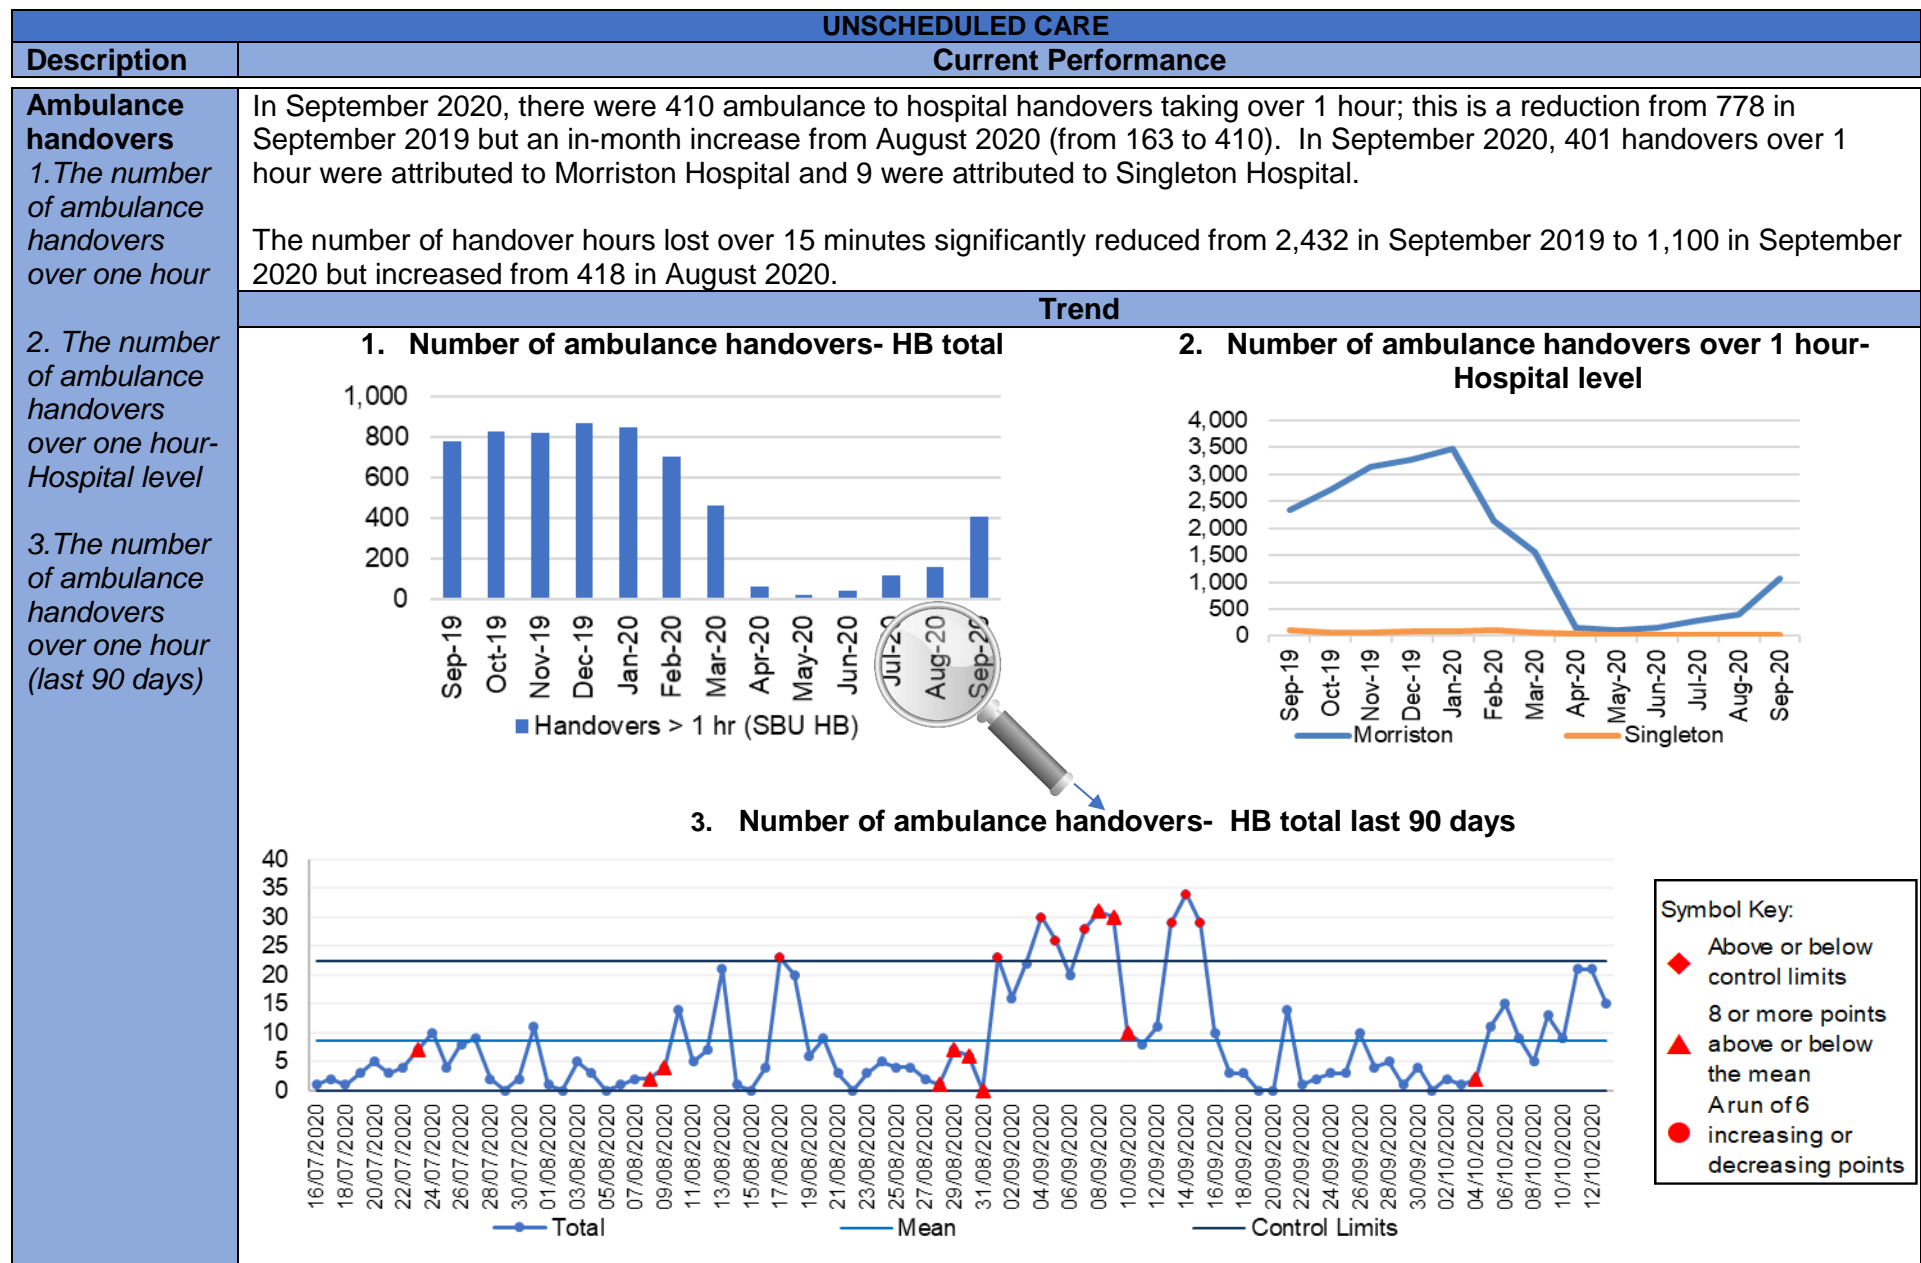 UNSCHEDULED CARE
Description
Current Performance
Ambulance
handovers
1.The number
of ambulance
handovers
over one hour
2. The number
of ambulance
handovers
over one hour-
Hospital level
3.The number
of ambulance
handovers
over one hour
(last 90 days)
In September 2020, there were 410 ambulance to hospital handovers taking over 1 hour; this is a reduction from 778 in
September 2019 but an in-month increase from August 2020 (from 163 to 410). In September 2020, 401 handovers over 1
hour were attributed to Morriston Hospital and 9 were attributed to Singleton Hospital.
The number of handover hours lost over 15 minutes significantly reduced from 2,432 in September 2019 to 1,100 in September
2020 but increased from 418 in August 2020.
Trend
1. Number of ambulance handovers- HB total
1,000
800
600
400
200
0
Sep-19
Oct-19
Nov-19
Dec-19
Jan-20
Feb-20
Mar-20
Apr-20
May-20
Jun-20
Jul-20
Aug-20
Sep-20
Handovers > 1 hr (SBU HB)
2. Number of ambulance handovers over 1 hour-
Hospital level
4,000
3,500
3,000
2,500
2,000
1,500
1,000
500
0
Sep-19
Oct-19
Nov-19
Dec-19
Jan-20
Feb-20
Mar-20
Apr-20
May-20
Jun-20
Jul-20
Aug-20
Sep-20
Morriston
Singleton
3. Number of ambulance handovers- HB total last 90 days
40
35
30
25
20
15
10
5
0
16/07/2020
18/07/2020
20/07/2020
22/07/2020
24/07/2020
26/07/2020
28/07/2020
30/07/2020
01/08/2020
03/08/2020
05/08/2020
07/08/2020
09/08/2020
11/08/2020
13/08/2020
15/08/2020
17/08/2020
19/08/2020
21/08/2020
23/08/2020
25/08/2020
27/08/2020
29/08/2020
31/08/2020
02/09/2020
04/09/2020
06/09/2020
08/09/2020
10/09/2020
12/09/2020
14/09/2020
16/09/2020
18/09/2020
20/09/2020
22/09/2020
24/09/2020
26/09/2020
28/09/2020
30/09/2020
02/10/2020
04/10/2020
06/10/2020
08/10/2020
10/10/2020
12/10/2020
Total
Mean
Control Limits
Symbol Key:
Above or below
control limits
8 or more points
above or below
the mean
A run of 6
increasing or
decreasing points